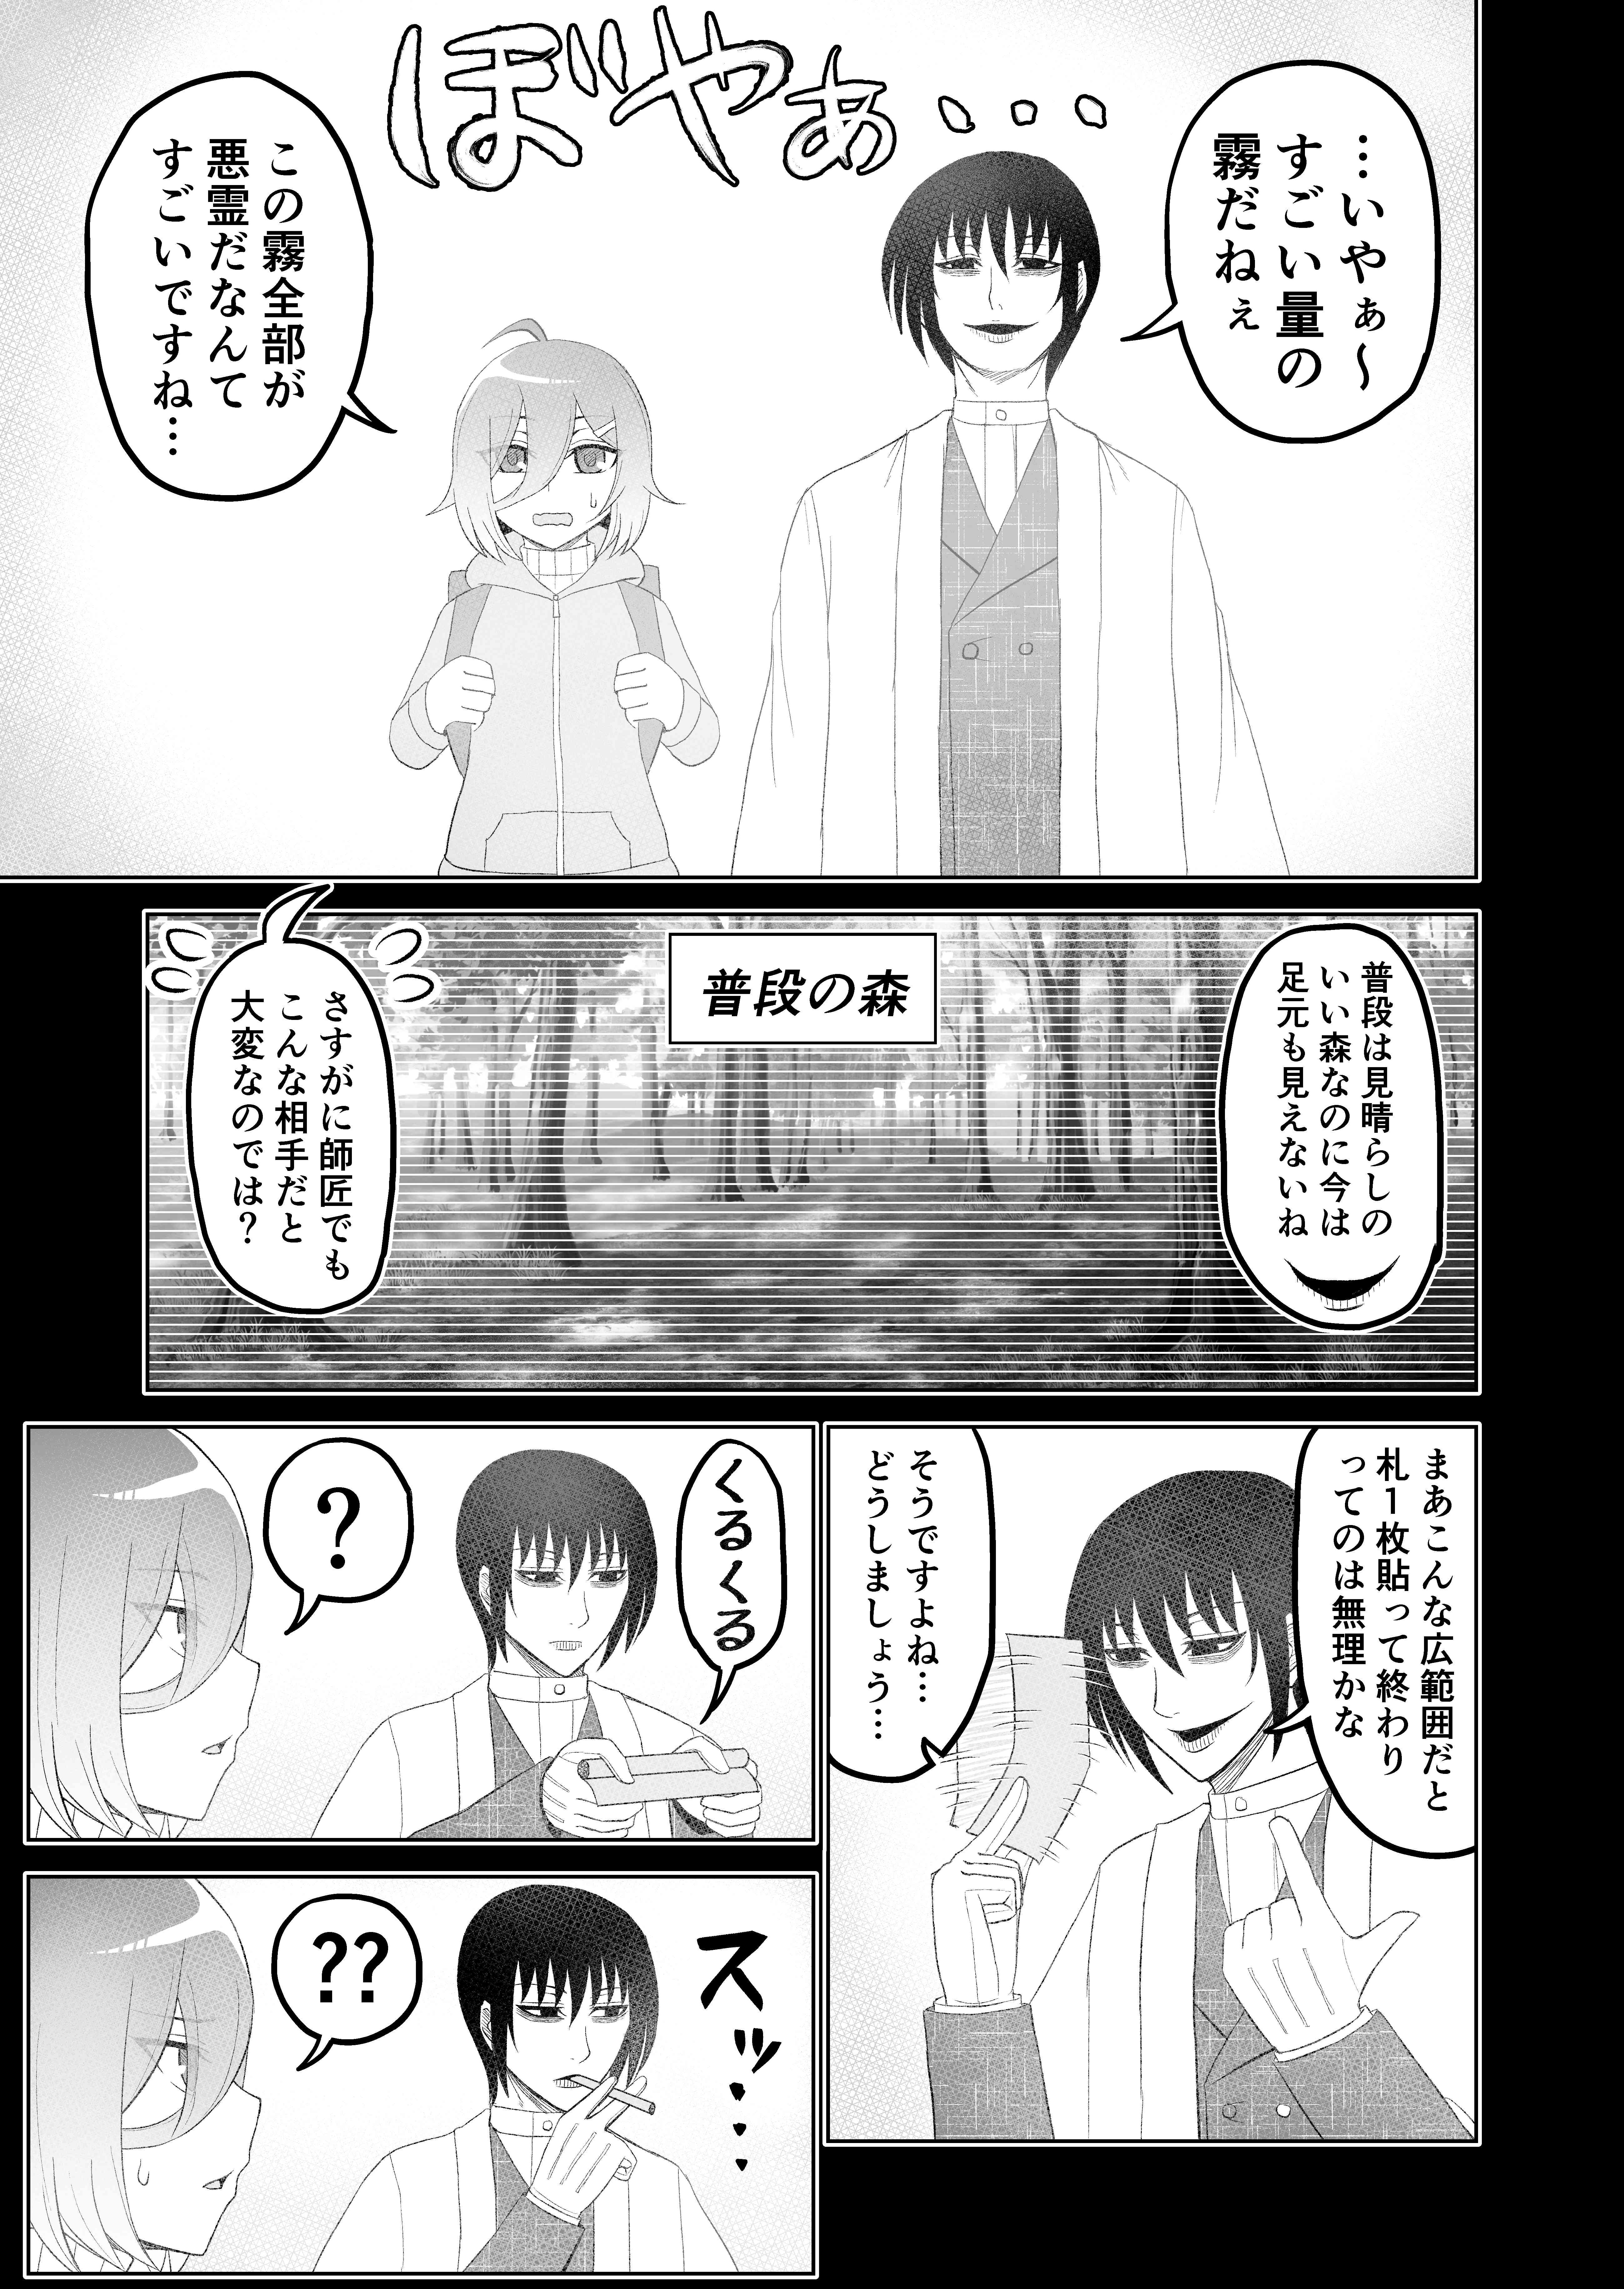 ぼやぁ・・・
…いやぁ～
すごい量の
霧だねぇ
この霧全部が
悪霊だなんて
すごいですね…
普段は見晴らしの
いい森なのに今は
足元も見えないね
普段の森
さすがに師匠でも
こんな相手だと
大変なのでは？
まあこんな広範囲だと
札1枚貼って終わり
ってのは無理かな
そうですよね…
どうしましょう…
くるくる
？
スッ・・・
??